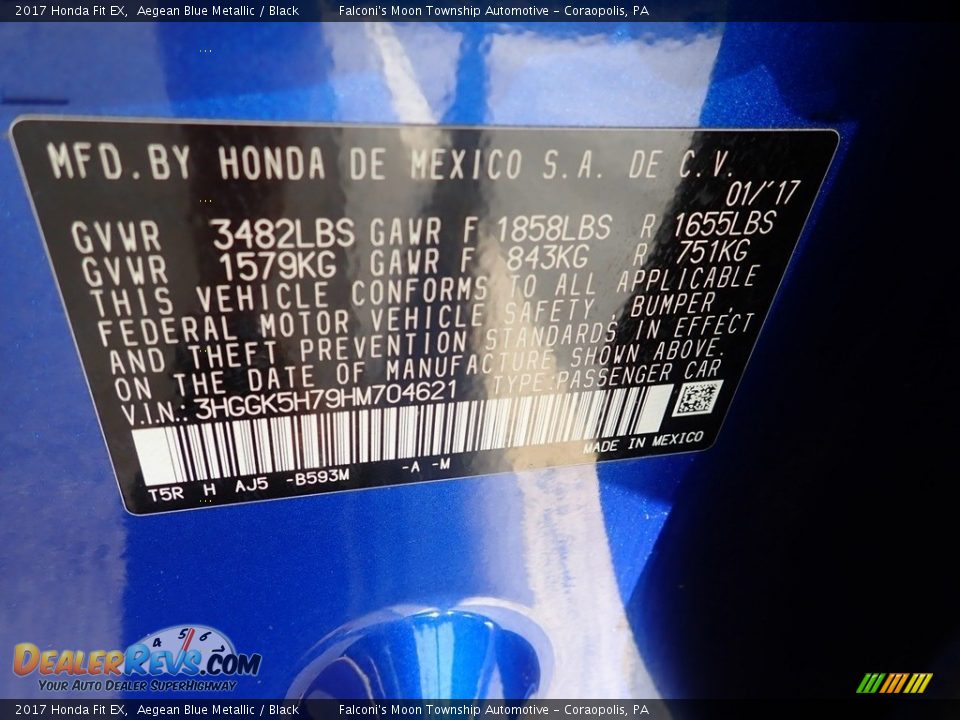 2017 Honda Fit EX, Aegean Blue Metallic / Black Falconi's Moon Township Automotive - Coraopolis, PA
MFD.BY HONDA DE MEXICO S.A. DE C.V.
01/'17
GVWR 3482LBS GAWR F 1858LBS R 1655LBS
GVWR 1579KG GAWR F 843KG R 751KG
THIS VEHICLE CONFORMS TO ALL APPLICABLE
FEDERAL MOTOR VEHICLE SAFETY, BUMPER,
AND THEFT PREVENTION STANDARDS IN EFFECT
ON THE DATE OF MANUFACTURE SHOWN ABOVE.
V.I.N.: 3HGGK5H79HM704621 TYPE:PASSENGER CAR
MADE IN MEXICO
T5R H AJ5 -B593M -A -M
4 5 6
DEALERREVS.COM
YOUR AUTO DEALER SUPERHIGHWAY
2017 Honda Fit EX, Aegean Blue Metallic / Black Falconi's Moon Township Automotive - Coraopolis, PA